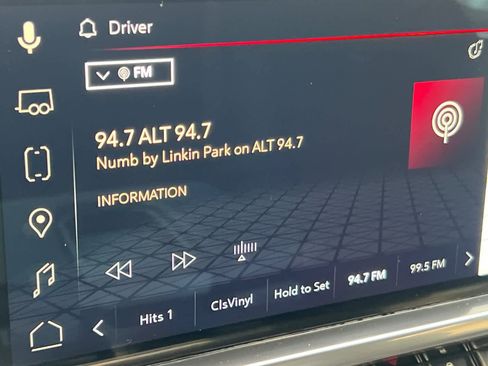 Driver
FM
94.7 ALT 94.7
Numb by Linkin Park on ALT 94.7
INFORMATION
Hits 1 ClsVinyl Hold to Set 94.7 FM 99.5 FM